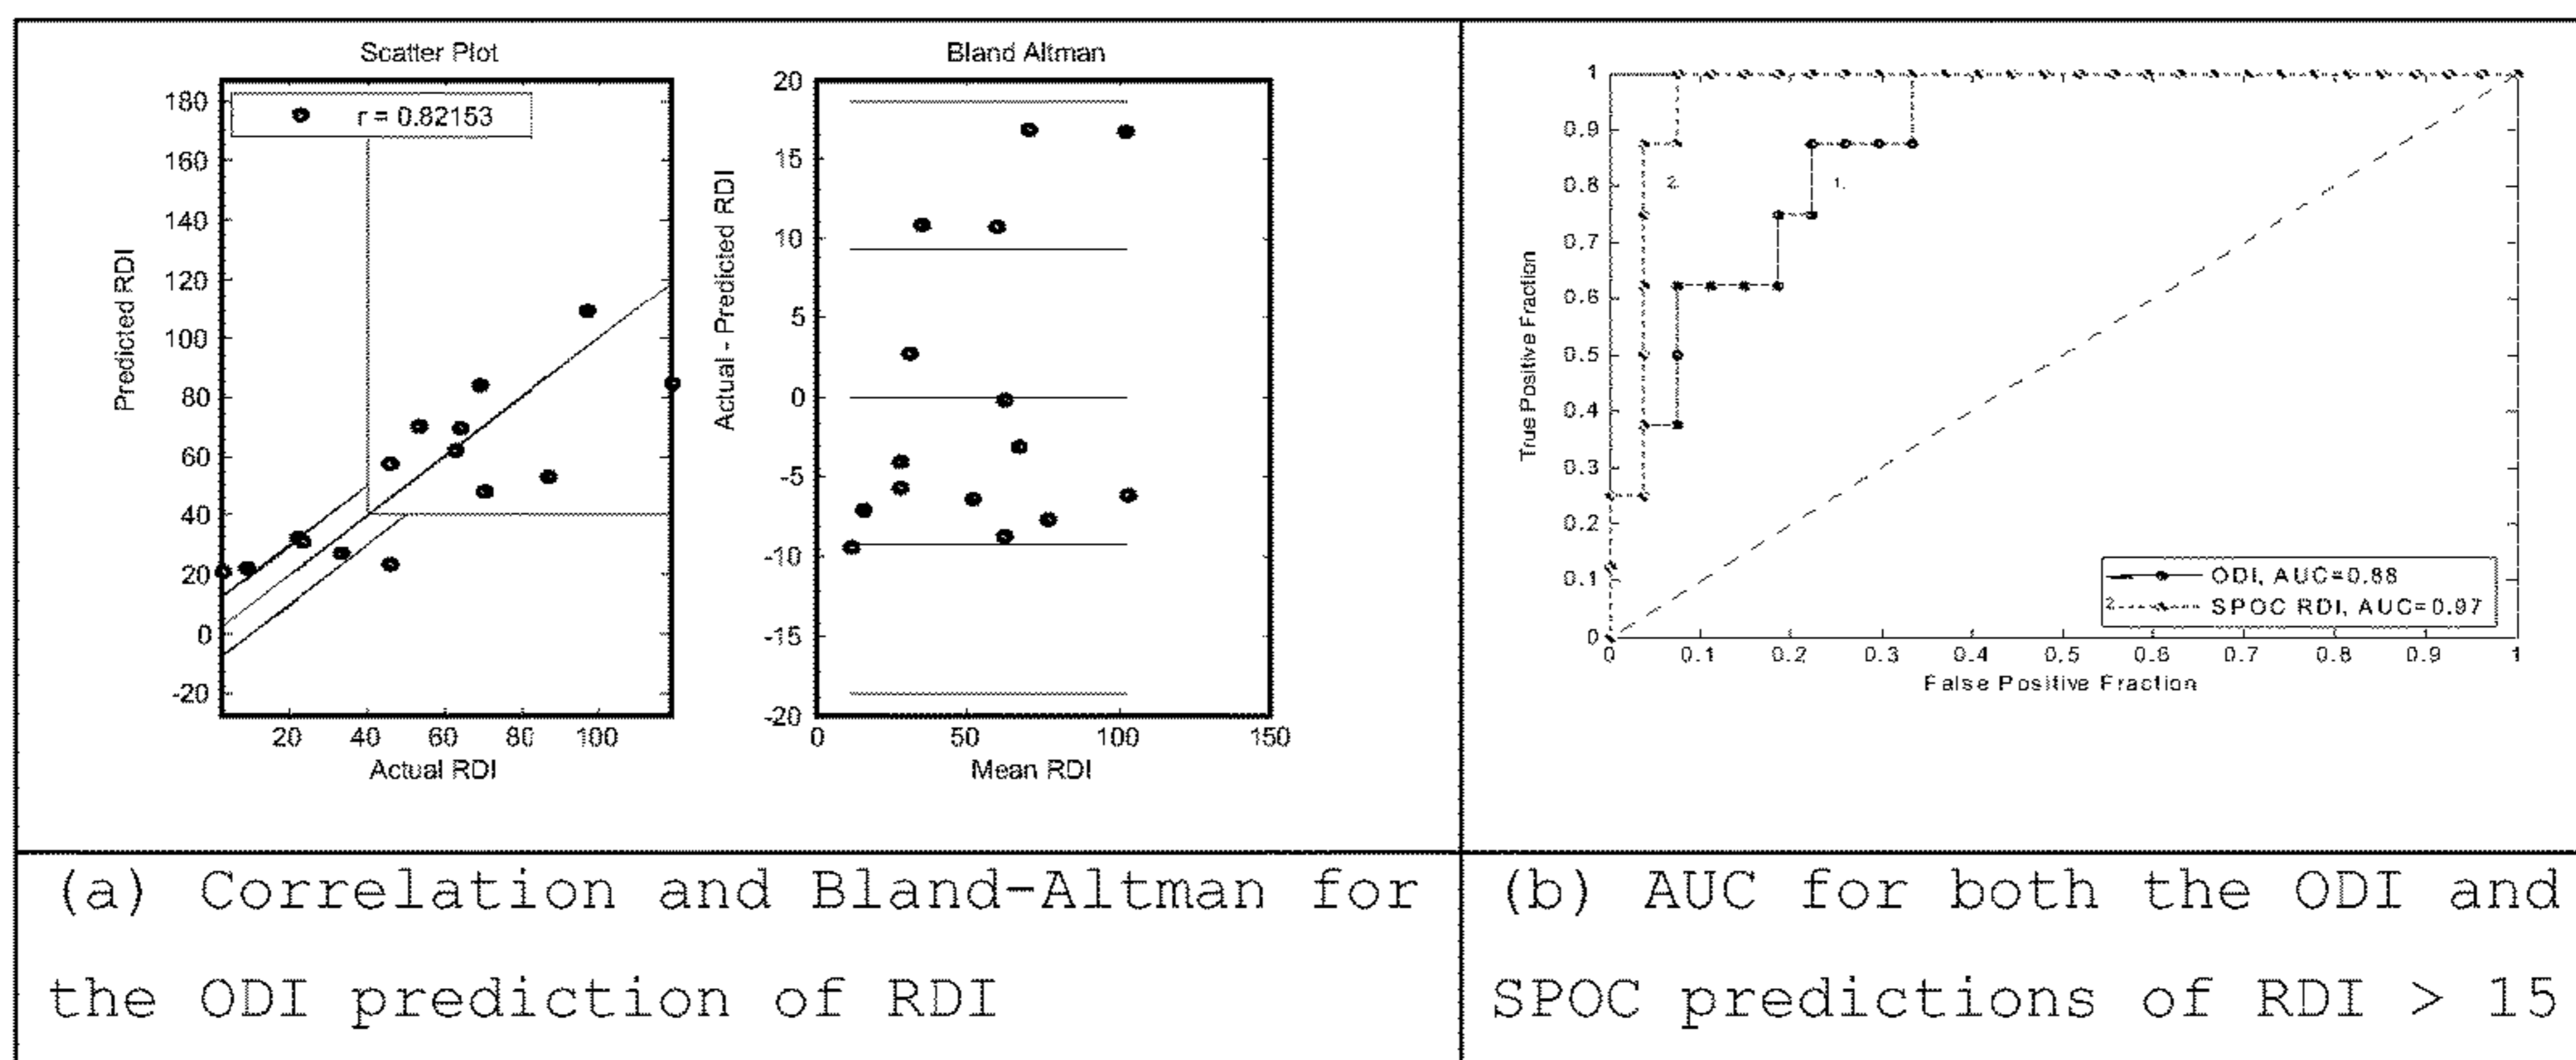 Scatter Plot
r = 0.82153
180
160
140
120
100
80
60
40
20
0
-20
Predicted RDI
20 40 60 80 100
Actual RDI
Bland Altman
20
15
10
5
0
-5
-10
-15
-20
Actual - Predicted RDI
0 50 100 150
Mean RDI
1
0.9
0.8
0.7
0.6
0.5
0.4
0.3
0.2
0.1
0
True Positive Fraction
2
1.
ODI, AUC=0.88
2 SPOC RDI, AUC=0.97
0 0.1 0.2 0.3 0.4 0.5 0.6 0.7 0.8 0.9 1
False Positive Fraction
(a) Correlation and Bland-Altman for
the ODI prediction of RDI
(b) AUC for both the ODI and
SPOC predictions of RDI > 15